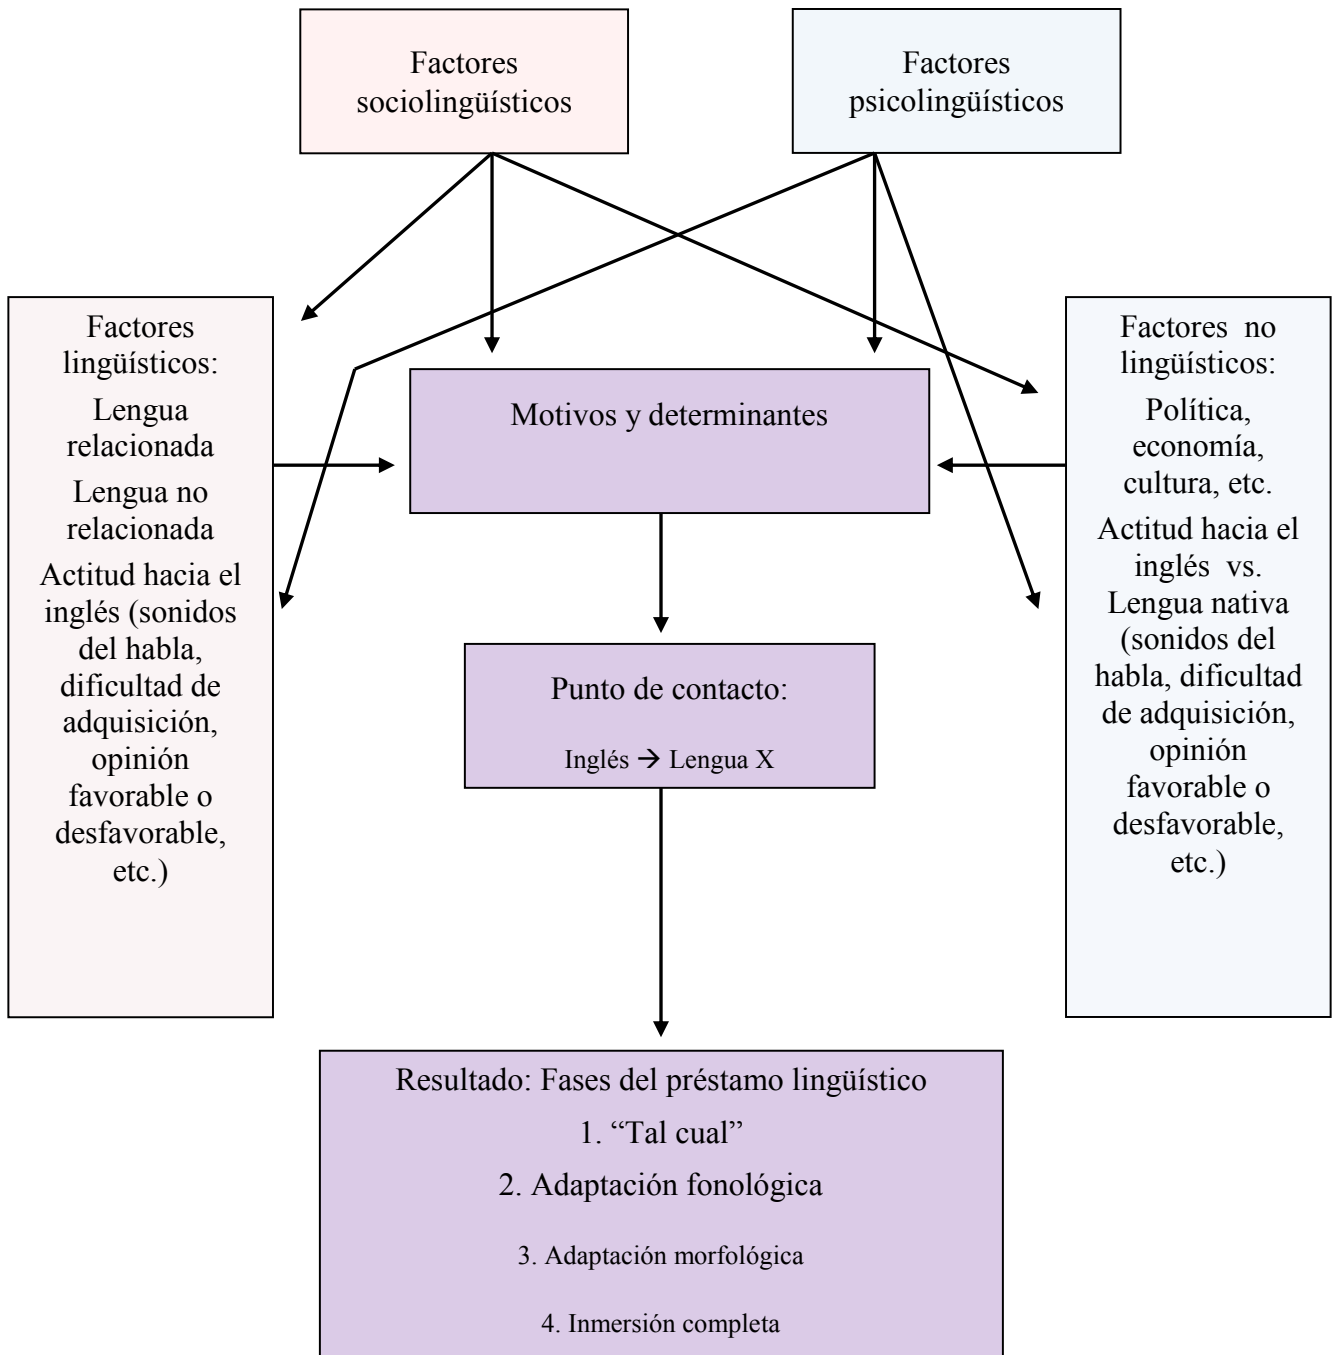 Factores
sociolingüísticos
Factores
psicolingüísticos
Factores
lingüísticos:
Lengua
relacionada
Lengua no
relacionada
Actitud hacia el
inglés (sonidos
del habla,
dificultad de
adquisición,
opinión
favorable o
desfavorable,
etc.)
Motivos y determinantes
Factores no
lingüísticos:
Política,
economía,
cultura, etc.
Actitud hacia el
inglés vs.
Lengua nativa
(sonidos del
habla, dificultad
de adquisición,
opinión
favorable o
desfavorable,
etc.)
Punto de contacto:
Inglés → Lengua X
Resultado: Fases del préstamo lingüístico
1. “Tal cual”
2. Adaptación fonológica
3. Adaptación morfológica
4. Inmersión completa